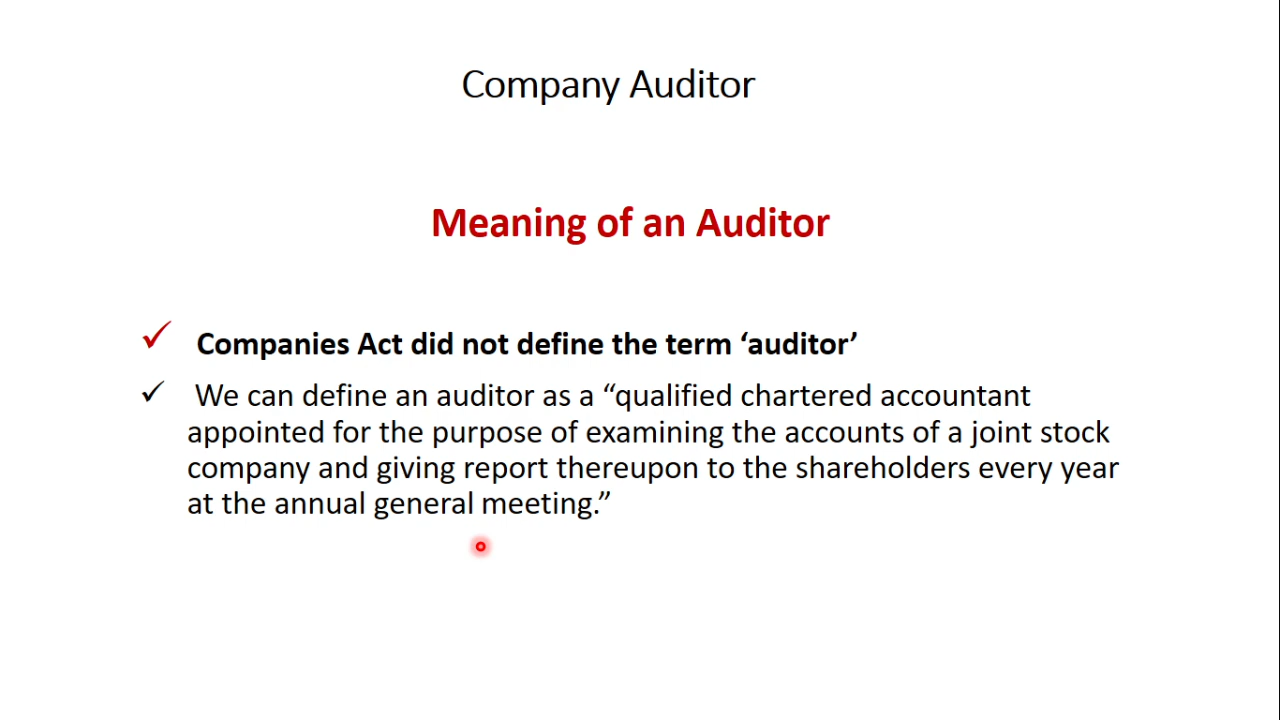 Company Auditor
Meaning of an Auditor
✓ Companies Act did not define the term ‘auditor’
✓ We can define an auditor as a “qualified chartered accountant
appointed for the purpose of examining the accounts of a joint stock
company and giving report thereupon to the shareholders every year
at the annual general meeting.”